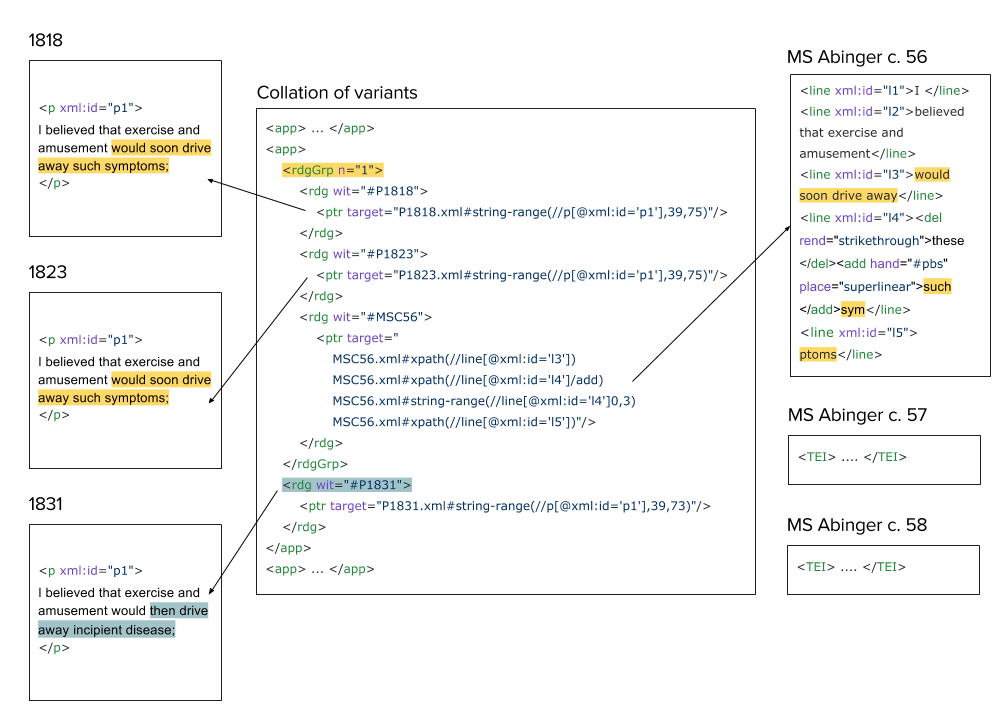 1818
<p xml:id="p1">
I believed that exercise and
amusement would soon drive
away such symptoms;
</p>
1823
<p xml:id="p1">
I believed that exercise and
amusement would soon drive
away such symptoms;
</p>
1831
<p xml:id="p1">
I believed that exercise and
amusement would then drive
away incipient disease;
</p>
Collation of variants
<app> ... </app>
<app>
<rdgGrp n="1">
<rdg wit="#P1818">
<ptr target="P1818.xml#string-range(//p[@xml:id='p1'],39,75)"/>
</rdg>
<rdg wit="#P1823">
<ptr target="P1823.xml#string-range(//p[@xml:id='p1'],39,75)"/>
</rdg>
<rdg wit="#MSC56">
<ptr target="
MSC56.xml#xpath(//line[@xml:id='l3'])
MSC56.xml#xpath(//line[@xml:id='l4']/add)
MSC56.xml#string-range(//line[@xml:id='l4']0,3)
MSC56.xml#xpath(//line[@xml:id='l5'])"/>
</rdg>
</rdgGrp>
<rdg wit="#P1831">
<ptr target="P1831.xml#string-range(//p[@xml:id='p1'],39,73)"/>
</rdg>
</app>
<app> ... </app>
MS Abinger c. 56
<line xml:id="l1">I </line>
<line xml:id="l2">believed
that exercise and
amusement</line>
<line xml:id="l3">would
soon drive away</line>
<line xml:id="l4"><del
rend="strikethrough">these
</del><add hand="#pbs"
place="superlinear">such
</add>sym</line>
<line xml:id="l5">
ptoms</line>
MS Abinger c. 57
<TEI> .... </TEI>
MS Abinger c. 58
<TEI> .... </TEI>